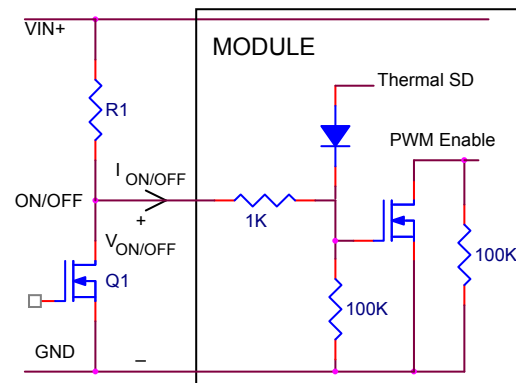 VIN+
MODULE
Thermal SD
R1
PWM Enable
I ON/OFF
ON/OFF
+
1K
V ON/OFF
Q1
100K
100K
GND
–